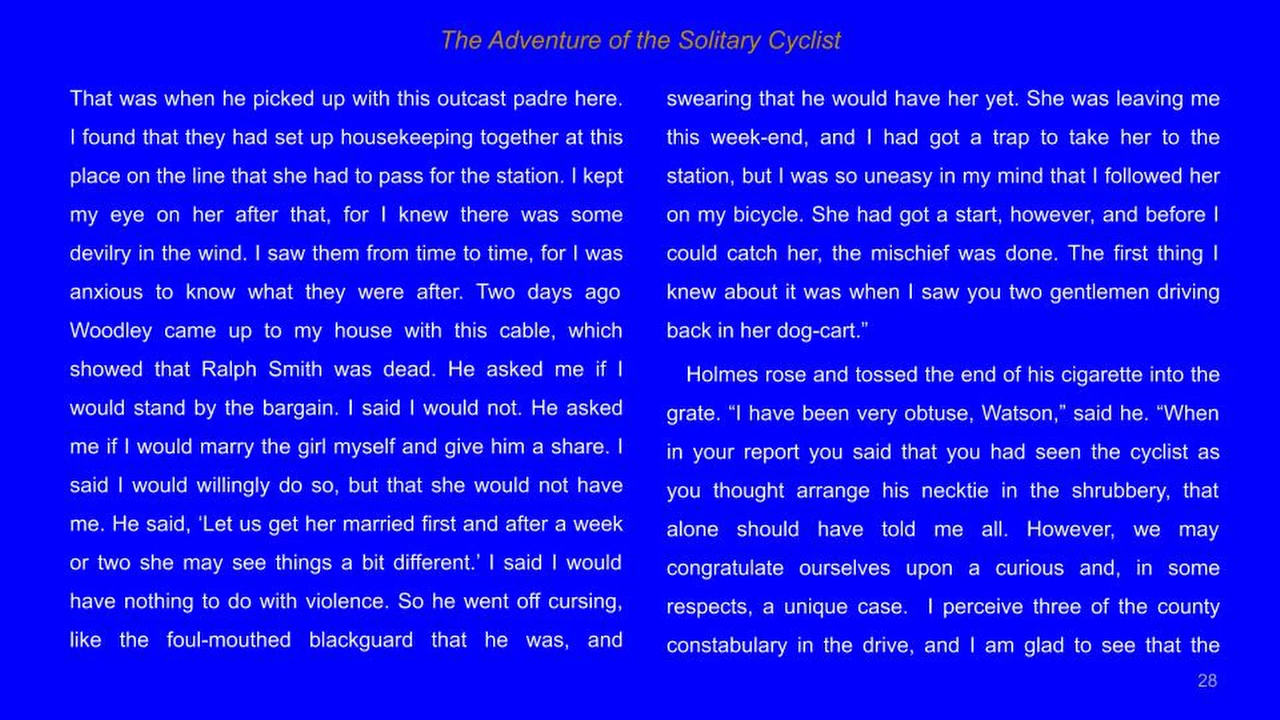 The Adventure of the Solitary Cyclist
That was when he picked up with this outcast padre here.
I found that they had set up housekeeping together at this
place on the line that she had to pass for the station. I kept
my eye on her after that, for I knew there was some
devilry in the wind. I saw them from time to time, for I was
anxious to know what they were after. Two days ago
Woodley came up to my house with this cable, which
showed that Ralph Smith was dead. He asked me if I
would stand by the bargain. I said I would not. He asked
me if I would marry the girl myself and give him a share. I
said I would willingly do so, but that she would not have
me. He said, ‘Let us get her married first and after a week
or two she may see things a bit different.’ I said I would
have nothing to do with violence. So he went off cursing,
like the foul-mouthed blackguard that he was, and
swearing that he would have her yet. She was leaving me
this week-end, and I had got a trap to take her to the
station, but I was so uneasy in my mind that I followed her
on my bicycle. She had got a start, however, and before I
could catch her, the mischief was done. The first thing I
knew about it was when I saw you two gentlemen driving
back in her dog-cart.”
Holmes rose and tossed the end of his cigarette into the
grate. “I have been very obtuse, Watson,” said he. “When
in your report you said that you had seen the cyclist as
you thought arrange his necktie in the shrubbery, that
alone should have told me all. However, we may
congratulate ourselves upon a curious and, in some
respects, a unique case.  I perceive three of the county
constabulary in the drive, and I am glad to see that the
28